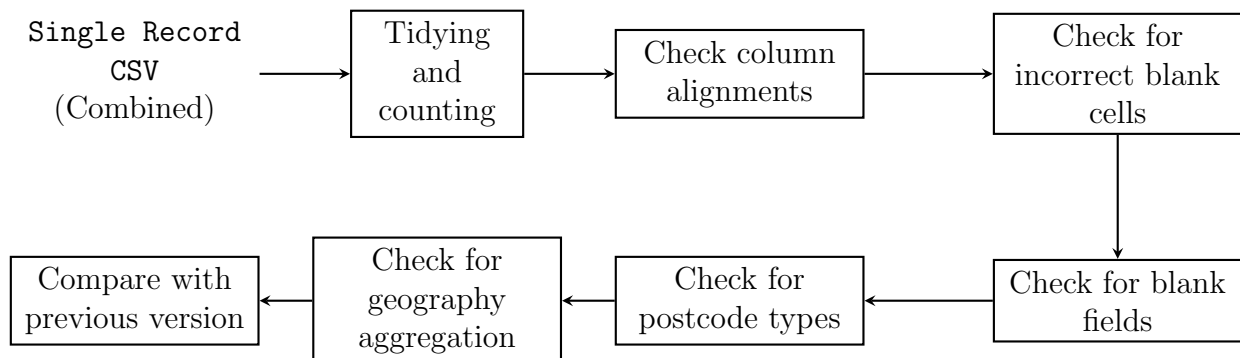 Single Record
CSV
(Combined)
Tidying
and
counting
Check column
alignments
Check for
incorrect blank
cells
Check for blank
fields
Check for
postcode types
Check for
geography
aggregation
Compare with
previous version